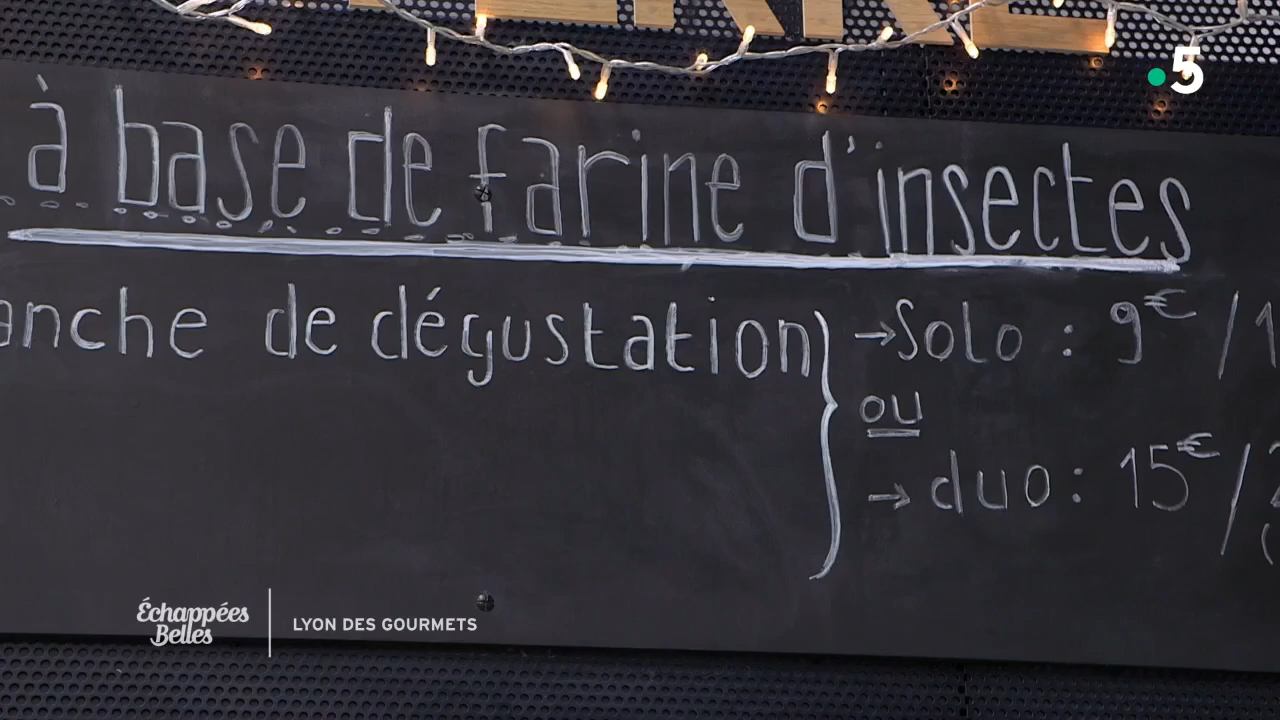 5
à base de farine d'insectes
anche de dégustation
→ Solo : 9€ / 1
ou
→ duo : 15€ / 2
Échappées Belles
LYON DES GOURMETS